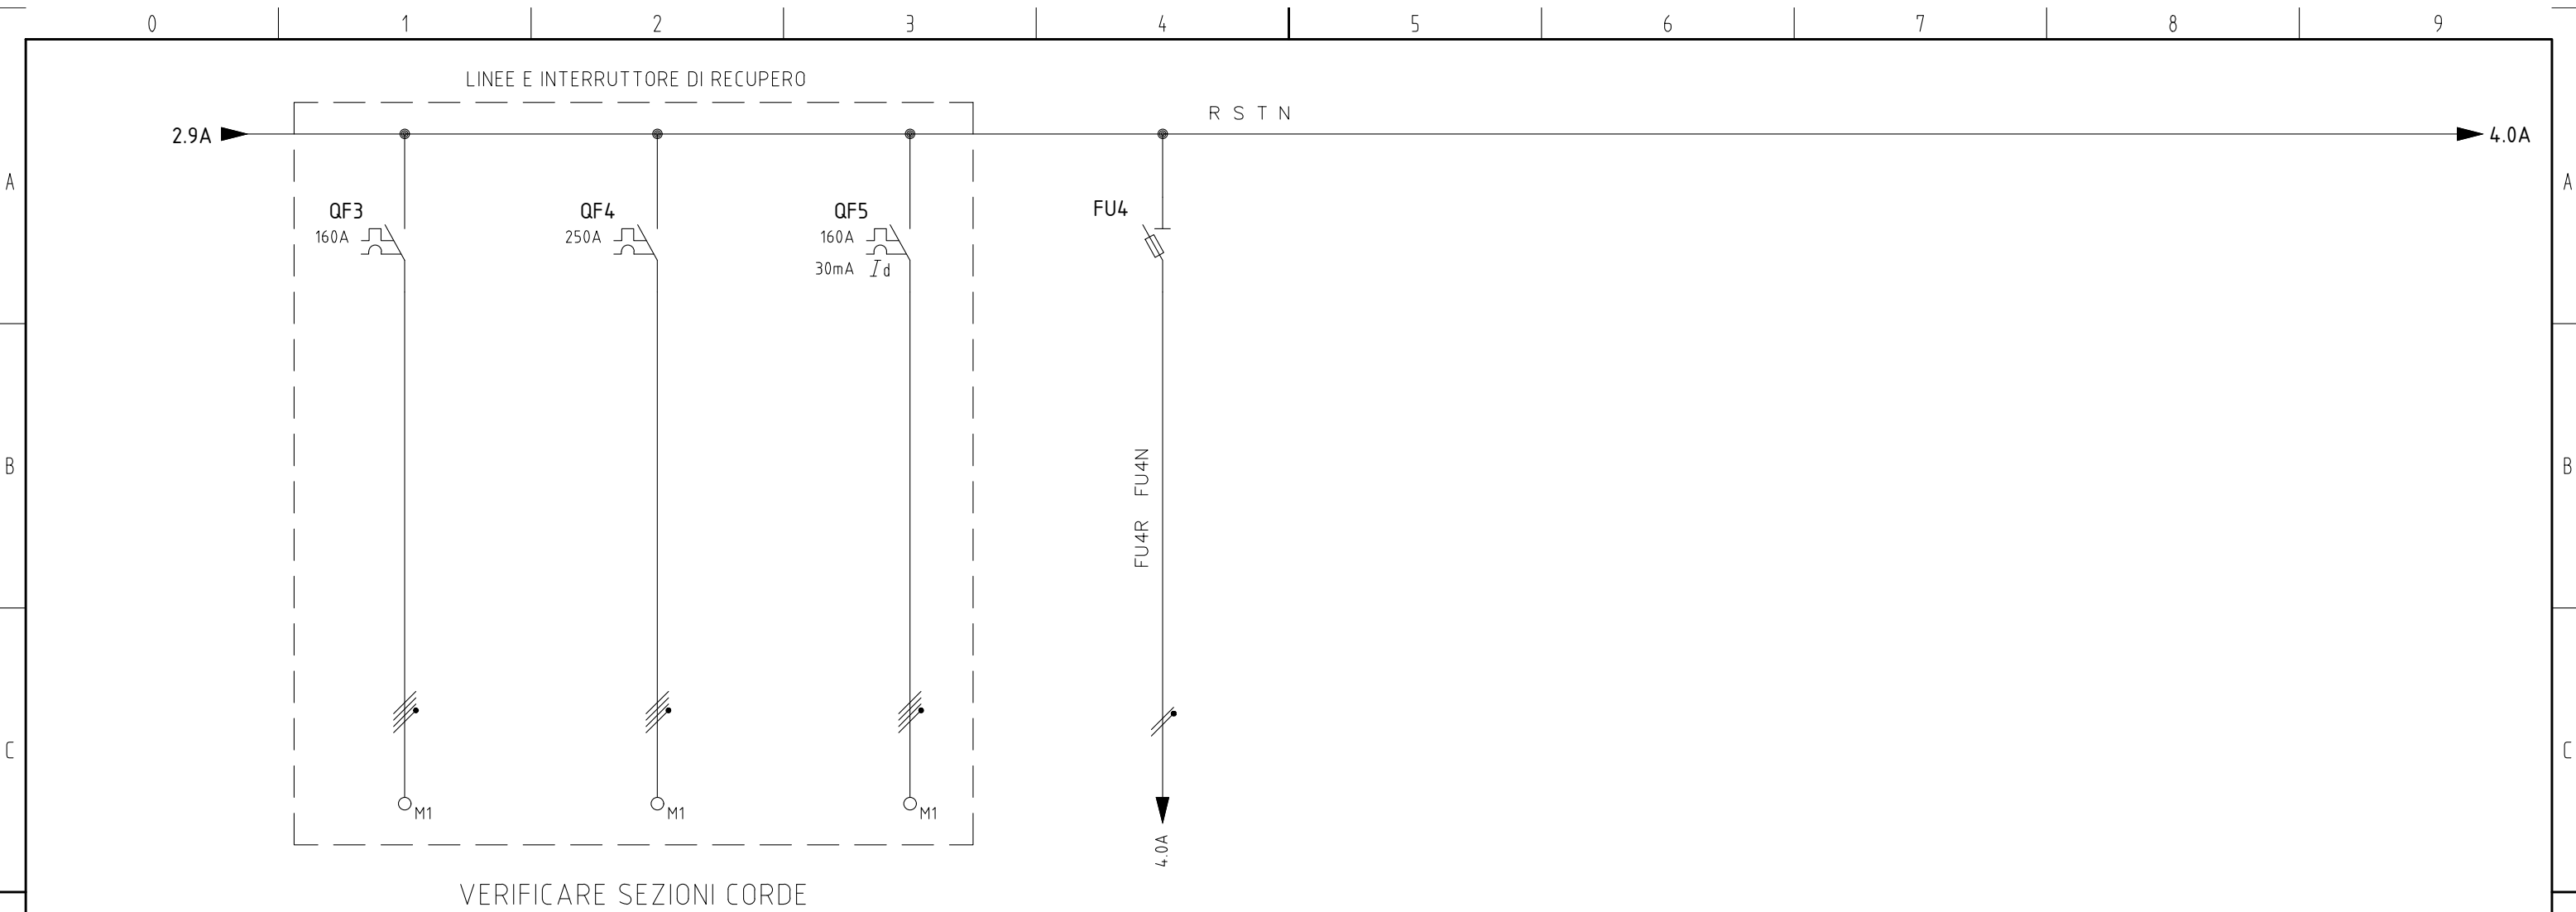 0 1 2 3 4 5 6 7 8 9
LINEE E INTERRUTTORE DI RECUPERO
R S T N
2.9A
4.0A
A
A
QF3
160A
QF4
250A
QF5
160A
30mA Id
FU4
B
B
FU4R FU4N
C
C
M1
M1
M1
4.0A
VERIFICARE SEZIONI CORDE